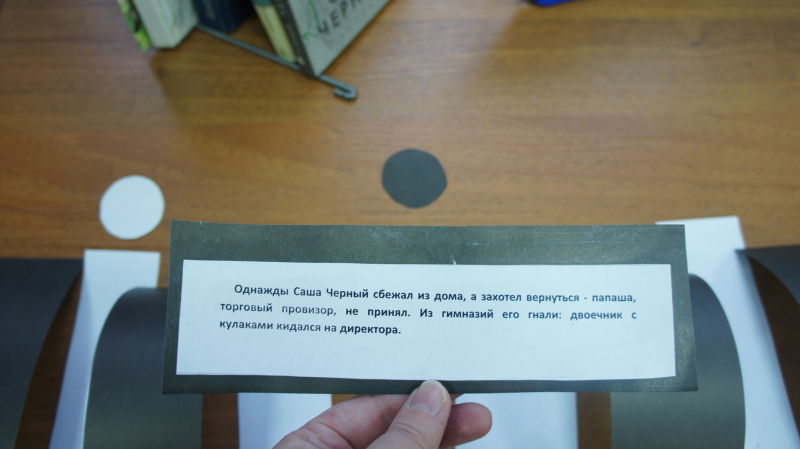 ЧЕРН
Однажды Саша Черный сбежал из дома, а захотел вернуться - папаша,
торговый провизор, не принял. Из гимназий его гнали: двоечник с
кулаками кидался на директора.